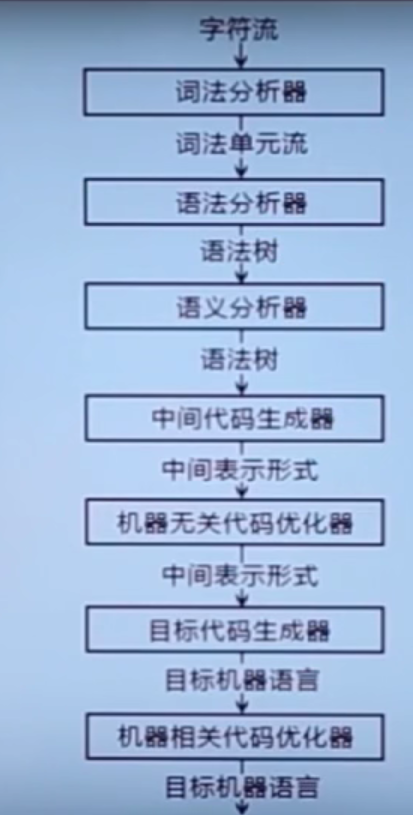 字符流
词法分析器
词法单元流
语法分析器
语法树
语义分析器
语法树
中间代码生成器
中间表示形式
机器无关代码优化器
中间表示形式
目标代码生成器
目标机器语言
机器相关代码优化器
目标机器语言